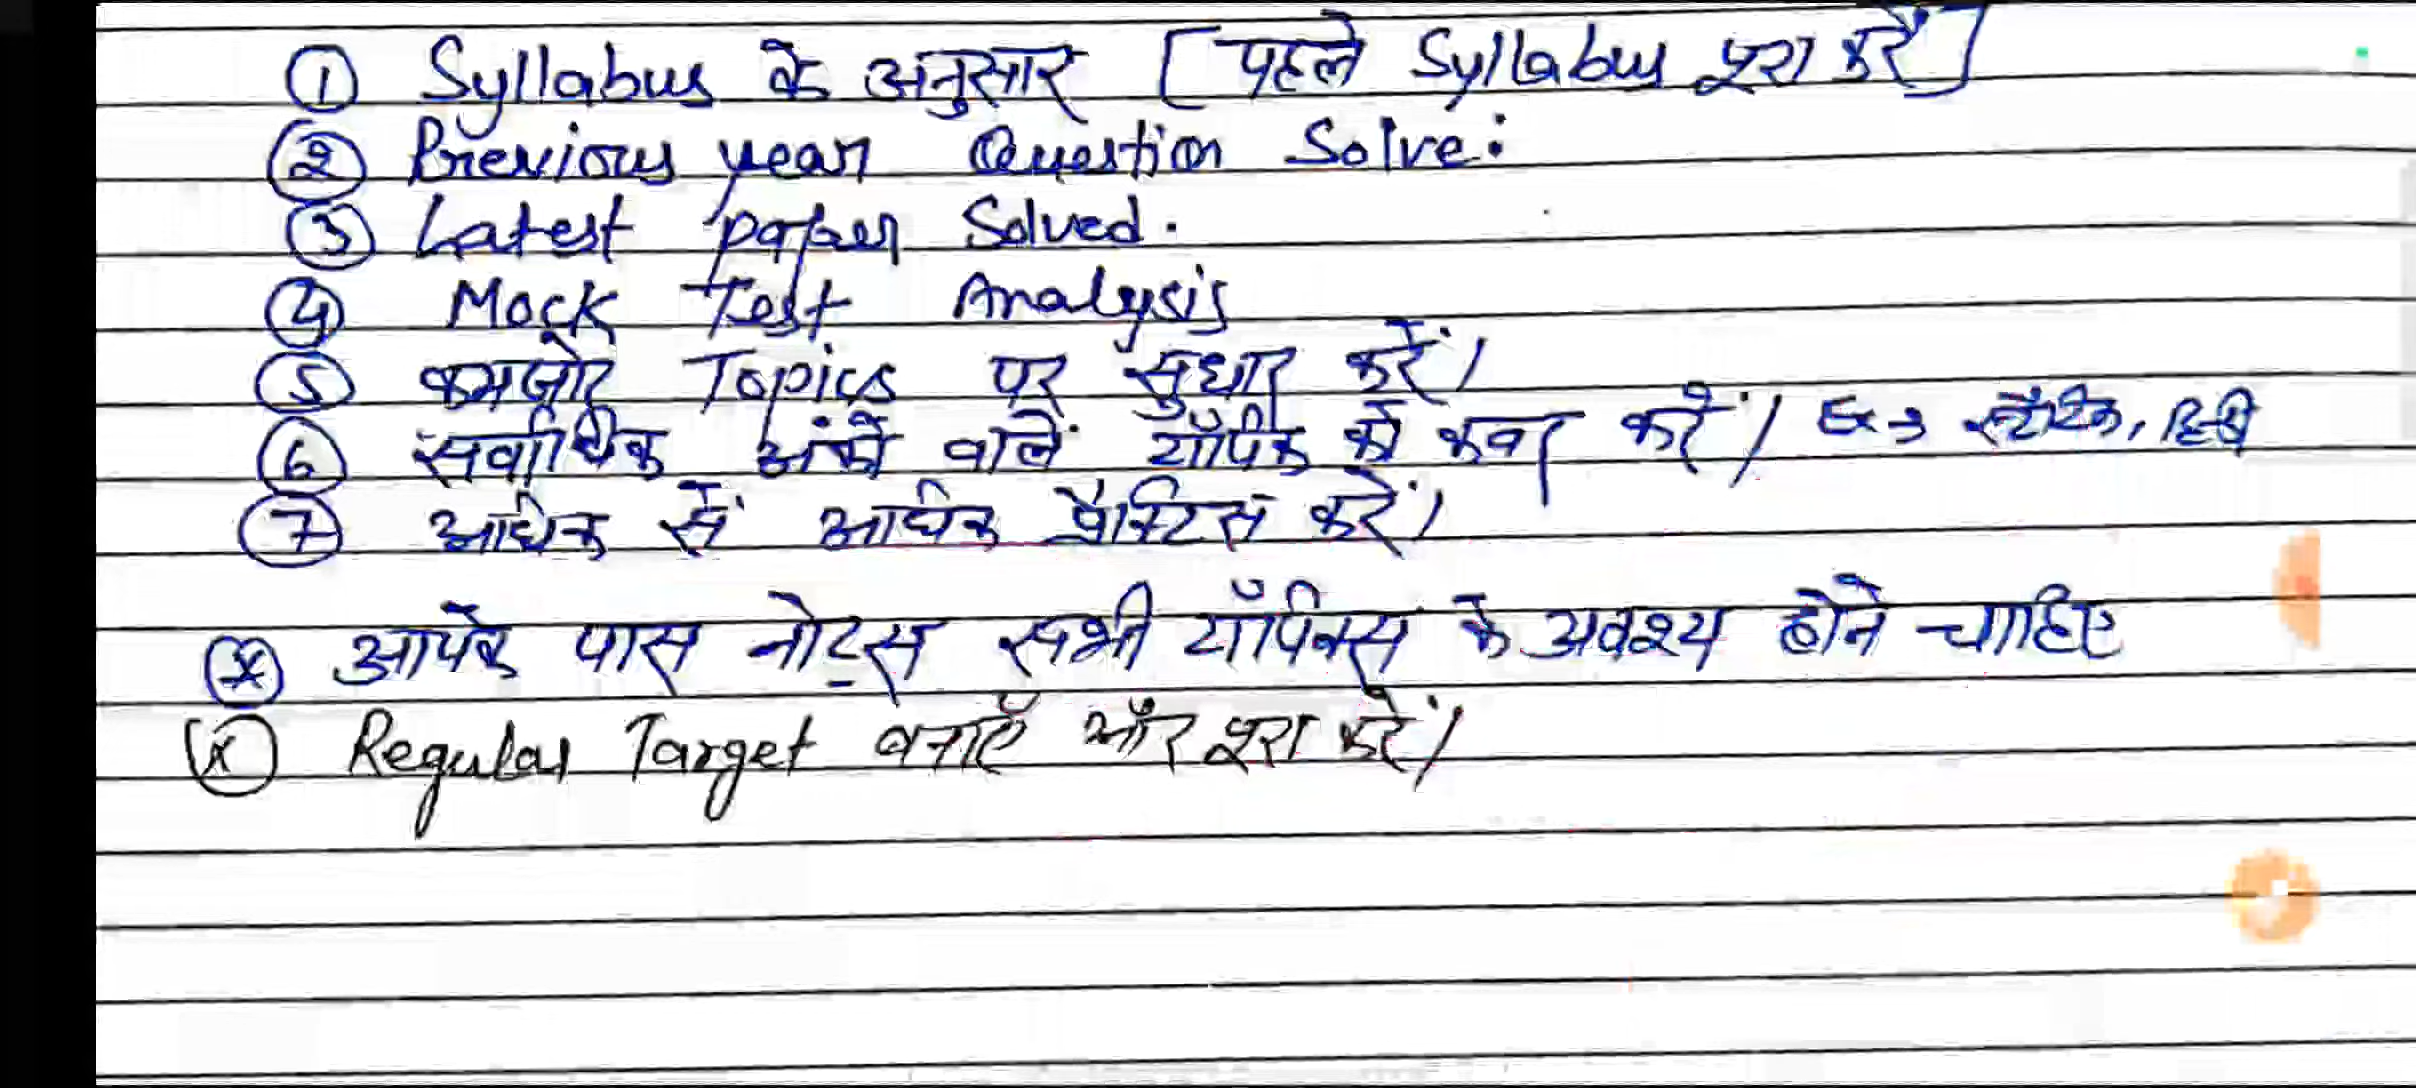 ① Syllabus के अनुसार [पहले Syllabus पूरा करें]
② Previous year Question Solve:
③ Latest paper Solved.
④ Mock Test Analysis
⑤ कमजोर Topics पर सुधार करें।
⑥ सर्वाधिक अंको वाले टॉपिक को कवर करें। Ex → स्टैटिक, हिन्दी
⑦ अधिक से अधिक प्रैक्टिस करें।
ⓧ आपके पास नोट्स सभी टॉपिक्स के अवश्य होने चाहिए
ⓧ Regular Target बनाएँ और पूरा करें।